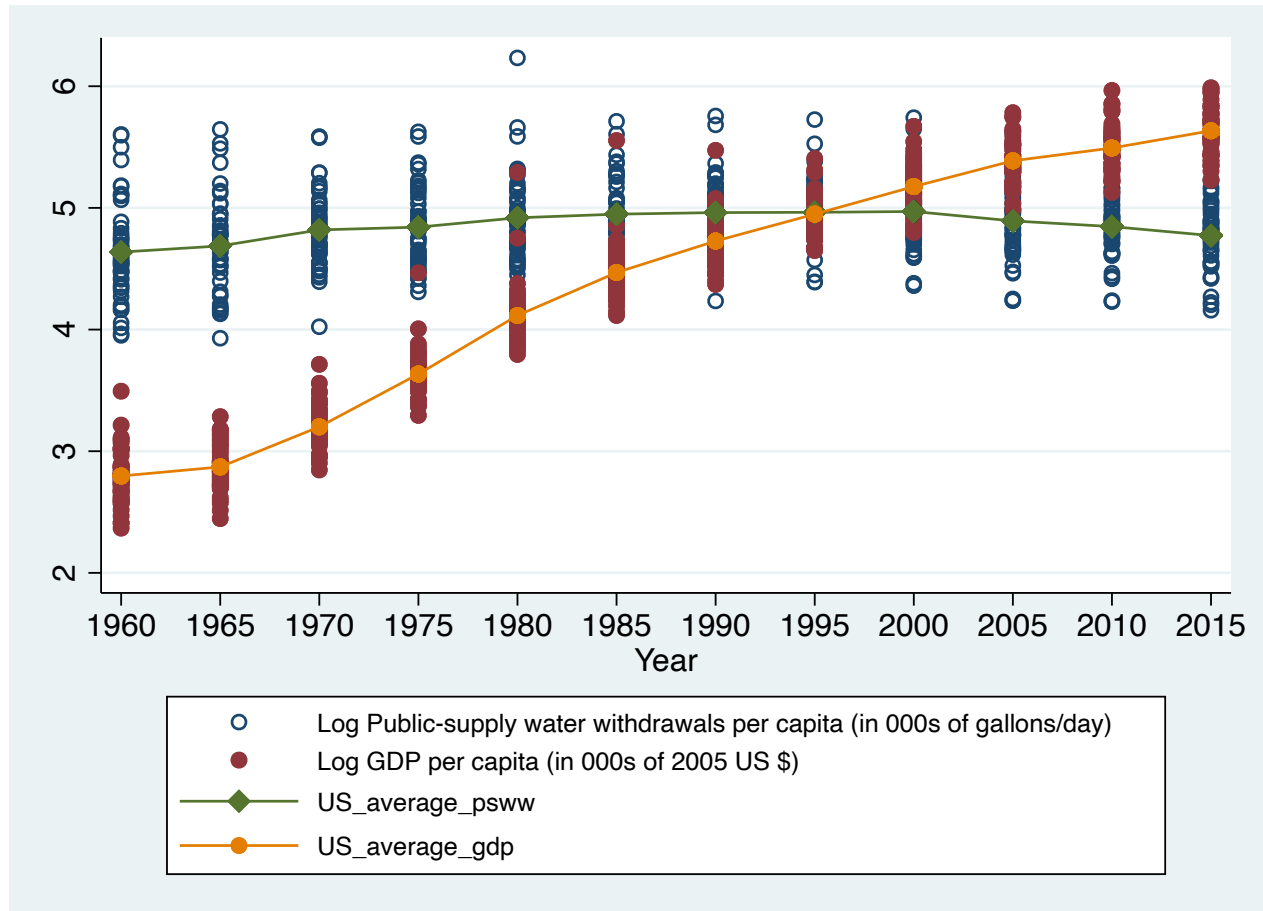 6
5
4
3
2
1960 1965 1970 1975 1980 1985 1990 1995 2000 2005 2010 2015
Year
Log Public-supply water withdrawals per capita (in 000s of gallons/day)
Log GDP per capita (in 000s of 2005 US $)
US_average_psww
US_average_gdp